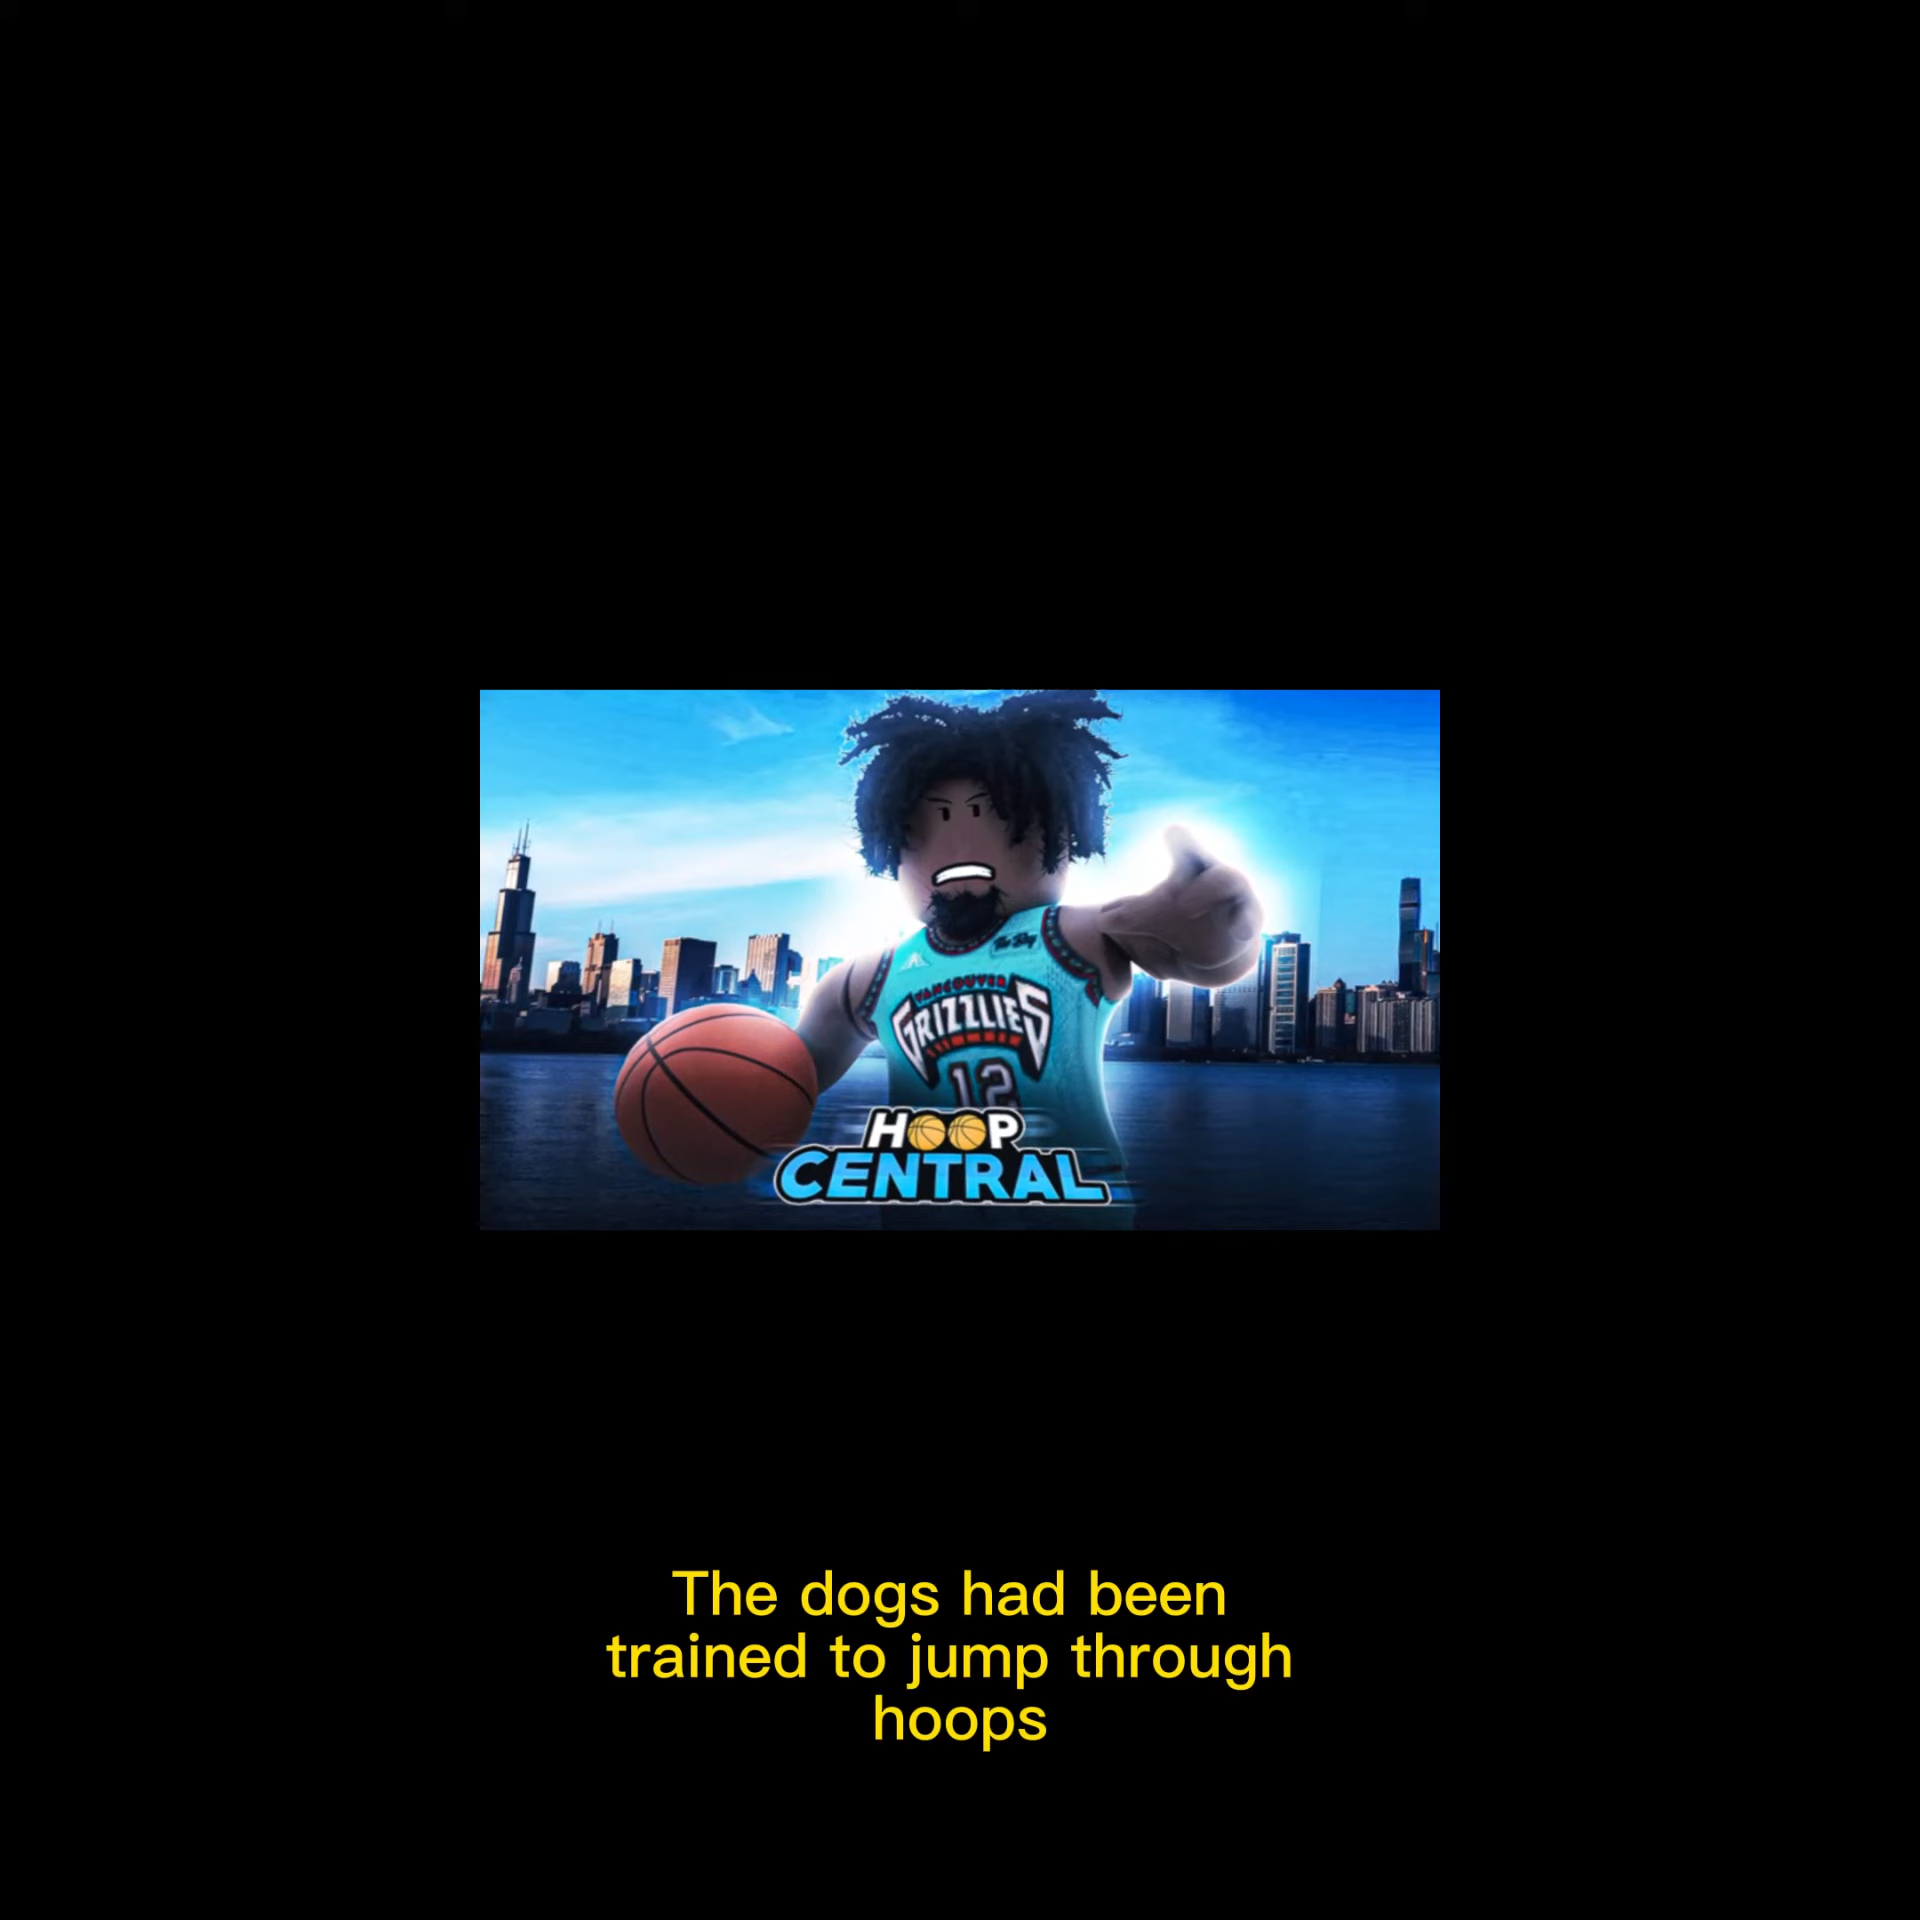 VANCOUVER
GRIZZLIES
12
HOOP
CENTRAL
The dogs had been
trained to jump through
hoops